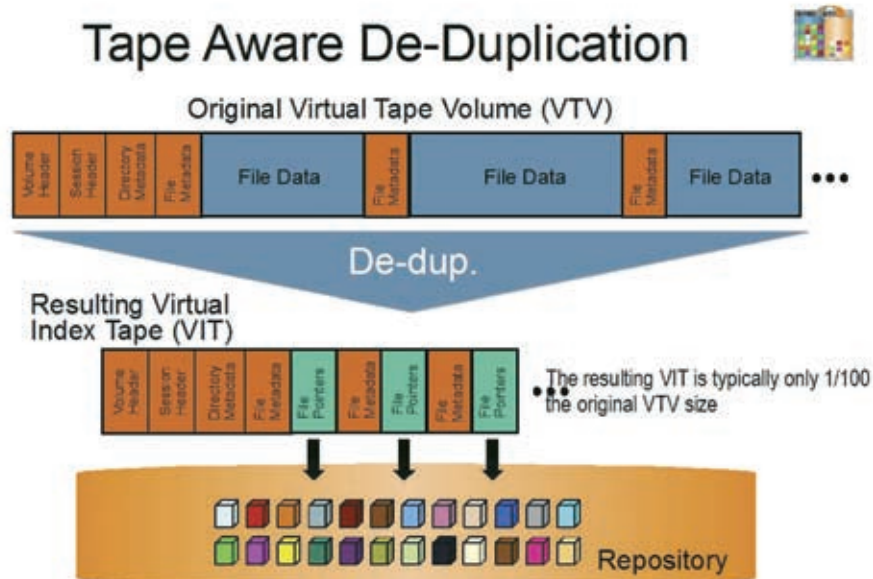 Tape Aware De-Duplication
Original Virtual Tape Volume (VTV)
Volume
Header
Session
Header
Directory
Metadata
File
Metadata
File Data
File
Metadata
File Data
File
Metadata
File Data
•••
De-dup.
Resulting Virtual
Index Tape (VIT)
Volume
Header
Session
Header
Directory
Metadata
File
Metadata
File
Pointers
File
Metadata
File
Pointers
File
Metadata
File
Pointers
•••
The resulting VIT is typically only 1/100
the original VTV size
Repository